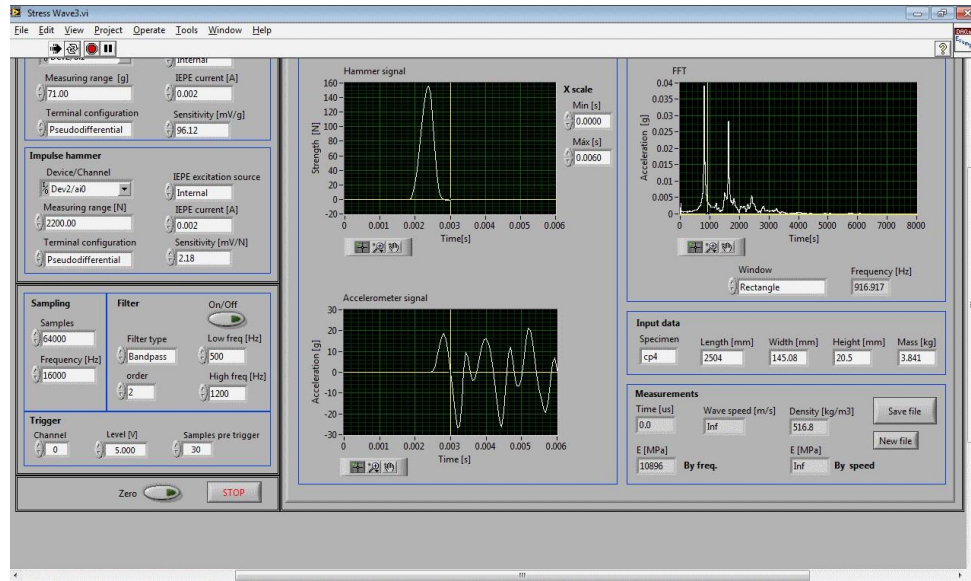 Stress Wave3.vi
File Edit View Project Operate Tools Window Help
Internal
Measuring range [g]
71.00
IEPE current [A]
0.002
Terminal configuration
Pseudodifferential
Sensitivity [mV/g]
96.12
Impulse hammer
Device/Channel
Dev2/ai0
IEPE excitation source
Internal
Measuring range [N]
2200.00
IEPE current [A]
0.002
Terminal configuration
Pseudodifferential
Sensitivity [mV/N]
2.18
Sampling
Samples
64000
Frequency [Hz]
16000
Filter
On/Off
Filter type
Bandpass
Low freq [Hz]
500
order
2
High freq [Hz]
1200
Trigger
Channel
0
Level [V]
5.000
Samples pre trigger
30
Zero
STOP
Hammer signal
Strength [N]
160
140
120
100
80
60
40
20
0
-20
0 0.001 0.002 0.003 0.004 0.005 0.006
Time[s]
X scale
Min [s]
0.0000
Máx [s]
0.0060
Accelerometer signal
Acceleration [g]
30
20
10
0
-10
-20
-30
0 0.001 0.002 0.003 0.004 0.005 0.006
Time [s]
FFT
Acceleration [g]
0.04
0.035
0.03
0.025
0.02
0.015
0.01
0.005
0
0 1000 2000 3000 4000 5000 6000 7000 8000
Time[s]
Window
Rectangle
Frequency [Hz]
916.917
Input data
Specimen Length [mm] Width [mm] Height [mm] Mass [kg]
cp4 2504 145.08 20.5 3.841
Measurements
Time [us] Wave speed [m/s] Density [kg/m3]
0.0 Inf 516.8
Save file
New file
E [MPa]
10896 By freq.
E [MPa]
Inf By speed